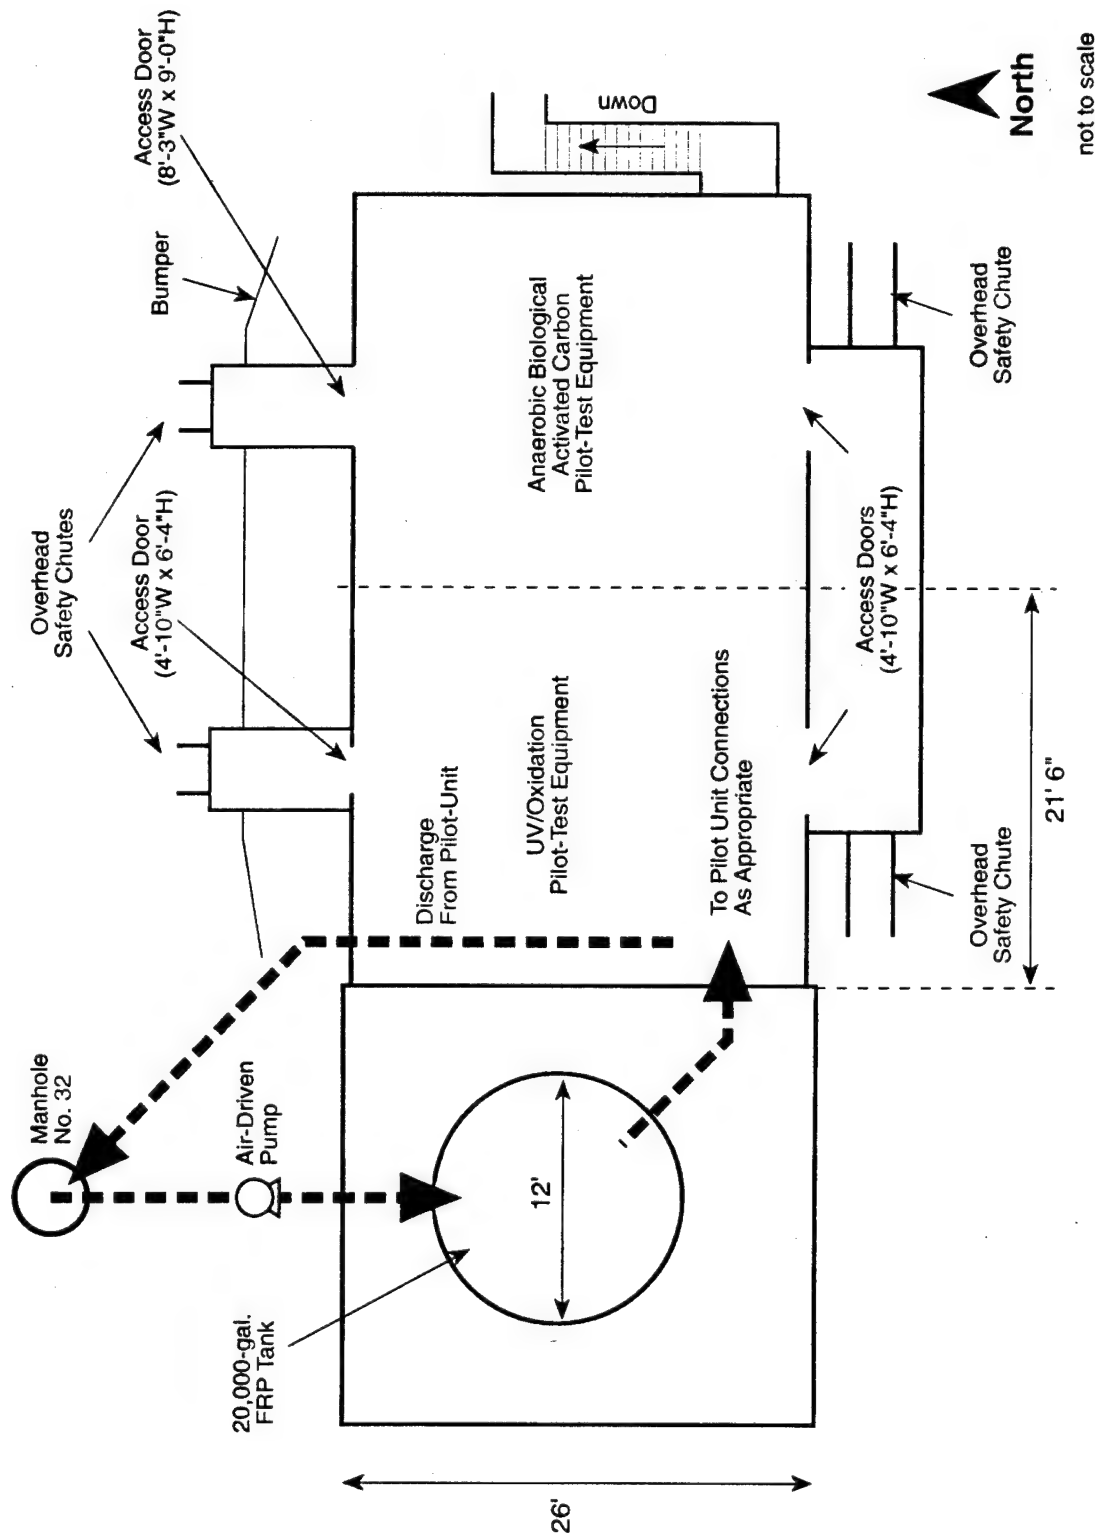 Manhole
No. 32
Overhead
Safety Chutes
Access Door
(8'-3"W x 9'-0"H)
Bumper
Access Door
(4'-10"W x 6'-4"H)
Air-Driven
Pump
20,000-gal.
FRP Tank
Discharge
From Pilot-Unit
Down
12'
UV/Oxidation
Pilot-Test Equipment
Anaerobic Biological
Activated Carbon
Pilot-Test Equipment
To Pilot Unit Connections
As Appropriate
Access Doors
(4'-10"W x 6'-4"H)
Overhead
Safety Chute
Overhead
Safety Chute
26'
21' 6"
North
not to scale